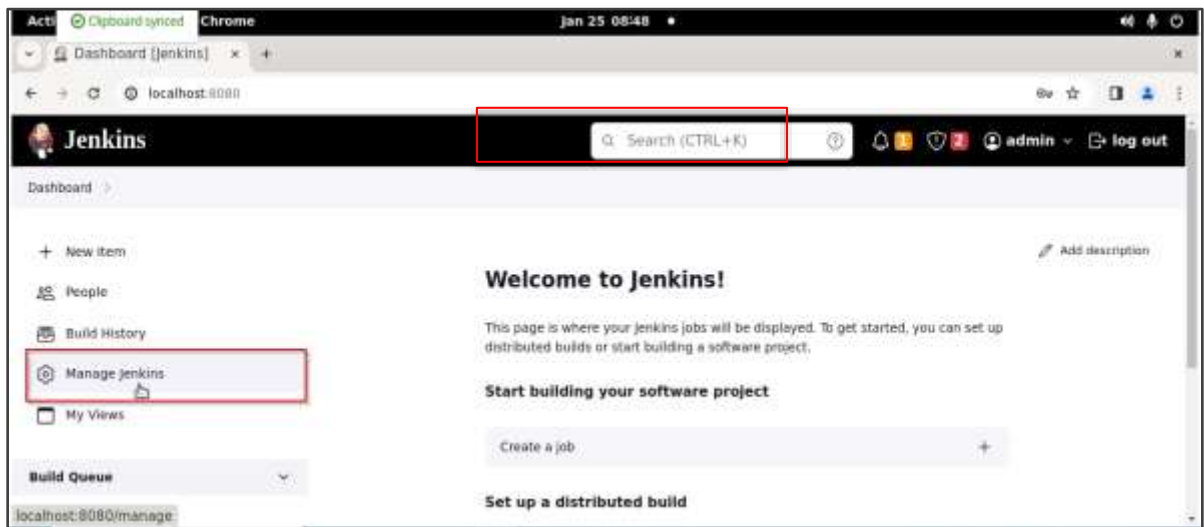 Acti Clipboard synced Chrome Jan 25 08:48
Dashboard [Jenkins]
localhost:8080
Jenkins Search (CTRL+K) 1 2 admin log out
Dashboard
New Item
Add description
People
Build History
Manage Jenkins
My Views
Build Queue
Welcome to Jenkins!
This page is where your Jenkins jobs will be displayed. To get started, you can set up
distributed builds or start building a software project.
Start building your software project
Create a job
Set up a distributed build
localhost:8080/manage